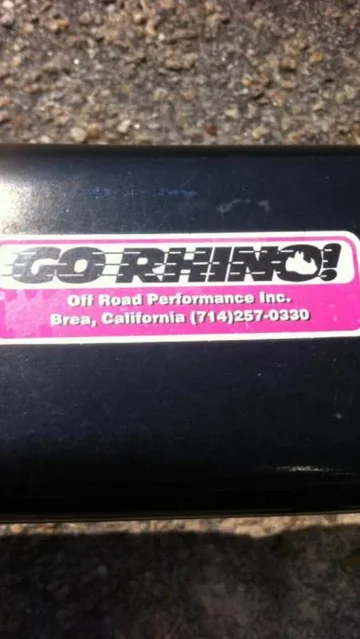 GO RHINO!
Off Road Performance Inc.
Brea, California (714)257-0330